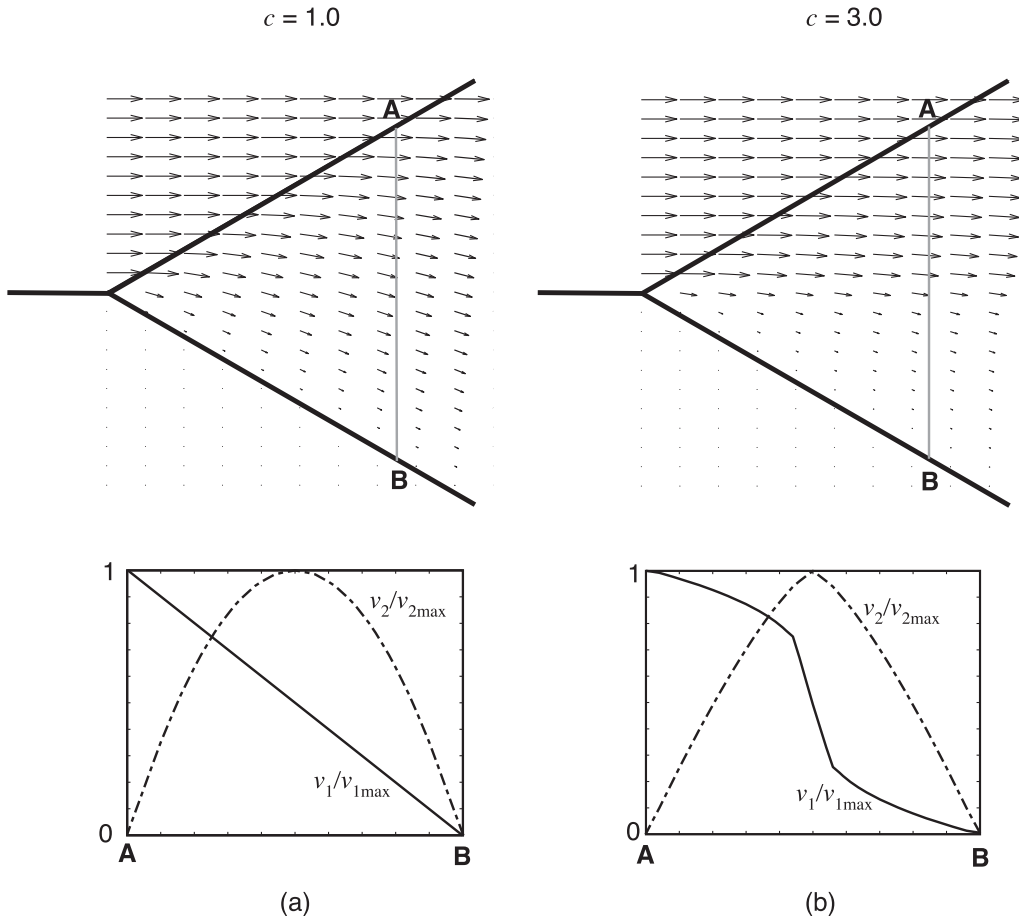 c = 1.0
c = 3.0
A
A
B
B
1
v2/v2max
v1/v1max
0
A
B
1
v2/v2max
v1/v1max
0
A
B
(a)
(b)